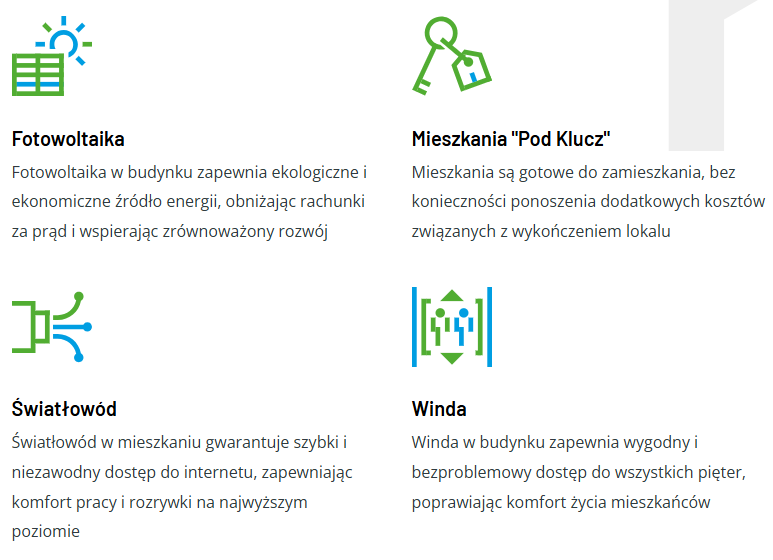 Fotowoltaika
Fotowoltaika w budynku zapewnia ekologiczne i
ekonomiczne źródło energii, obniżając rachunki
za prąd i wspierając zrównoważony rozwój
Mieszkania "Pod Klucz"
Mieszkania są gotowe do zamieszkania, bez
konieczności ponoszenia dodatkowych kosztów
związanych z wykończeniem lokalu
Światłowód
Światłowód w mieszkaniu gwarantuje szybki i
niezawodny dostęp do internetu, zapewniając
komfort pracy i rozrywki na najwyższym
poziomie
Winda
Winda w budynku zapewnia wygodny i
bezproblemowy dostęp do wszystkich pięter,
poprawiając komfort życia mieszkańców